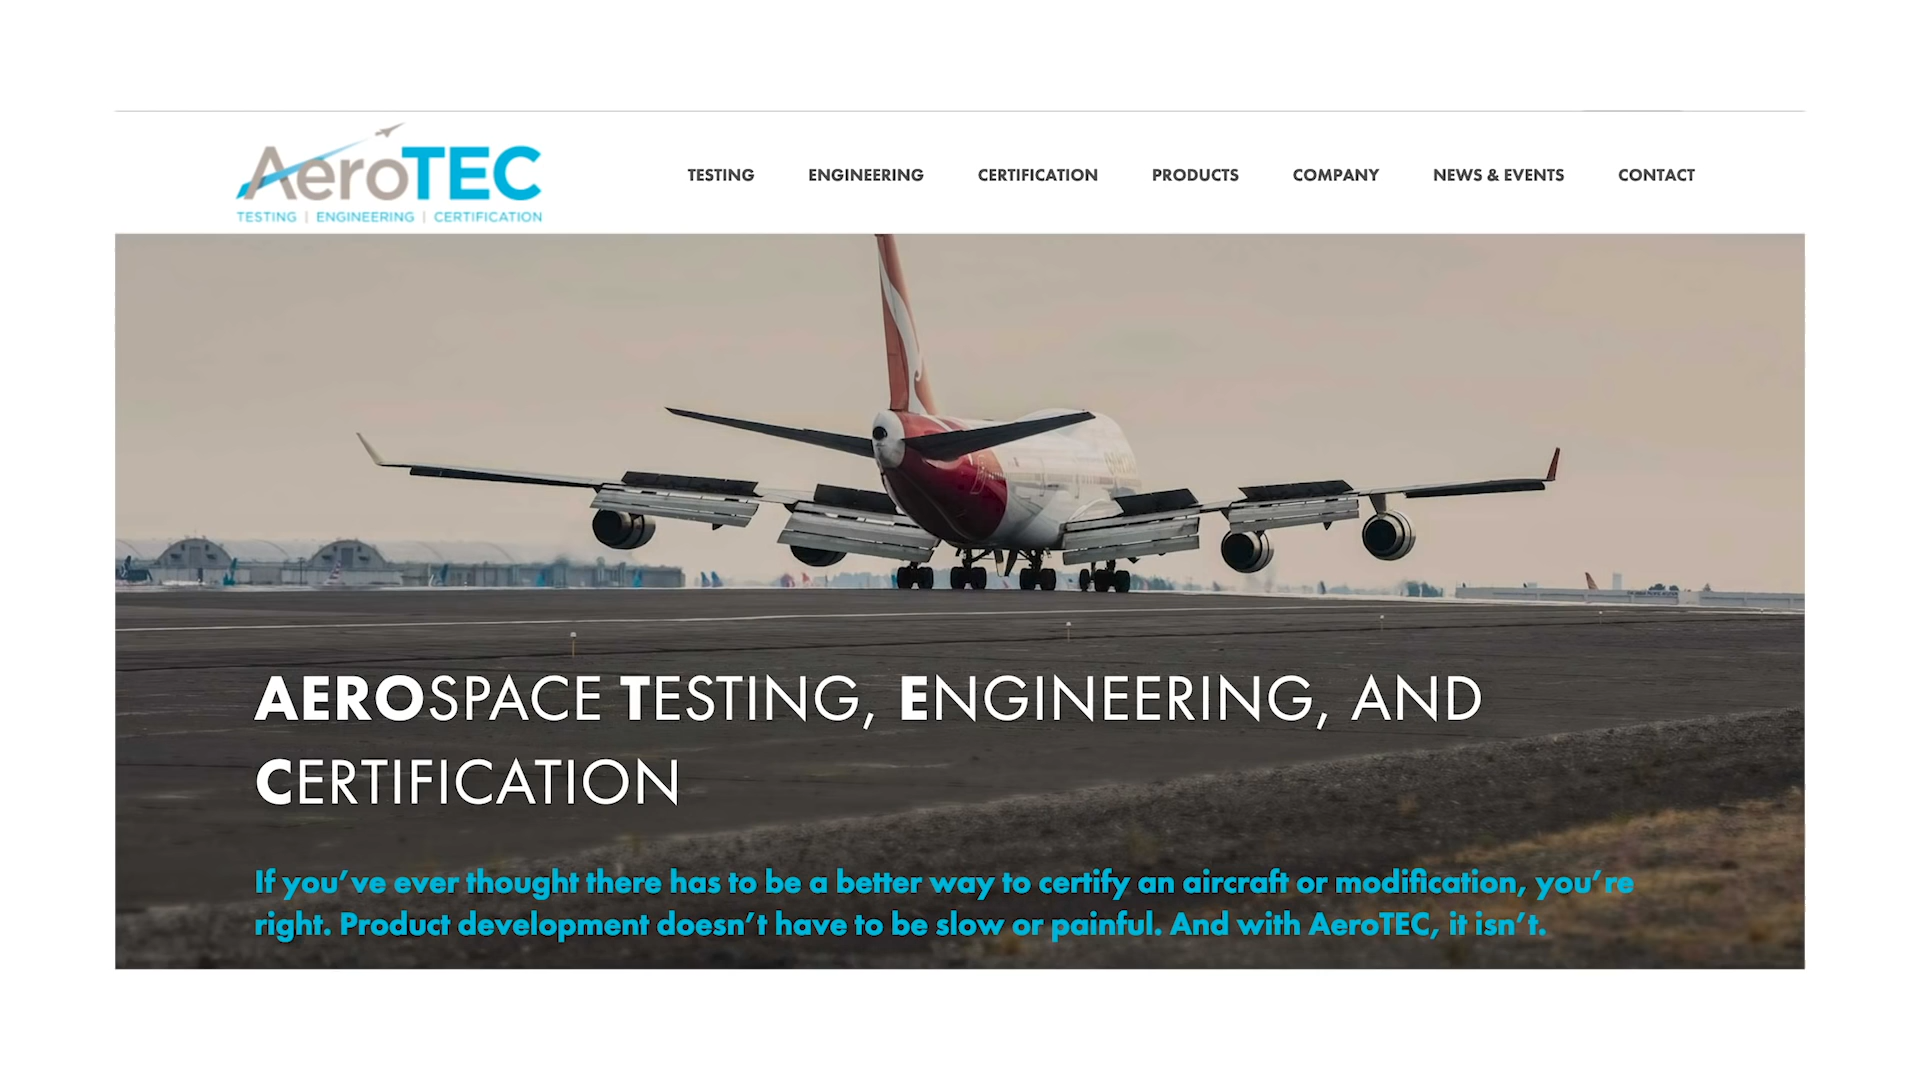 AeroTEC
TESTING | ENGINEERING | CERTIFICATION
TESTING ENGINEERING CERTIFICATION PRODUCTS COMPANY NEWS & EVENTS CONTACT
AEROSPACE TESTING, ENGINEERING, AND
CERTIFICATION
If you’ve ever thought there has to be a better way to certify an aircraft or modification, you’re
right. Product development doesn’t have to be slow or painful. And with AeroTEC, it isn’t.